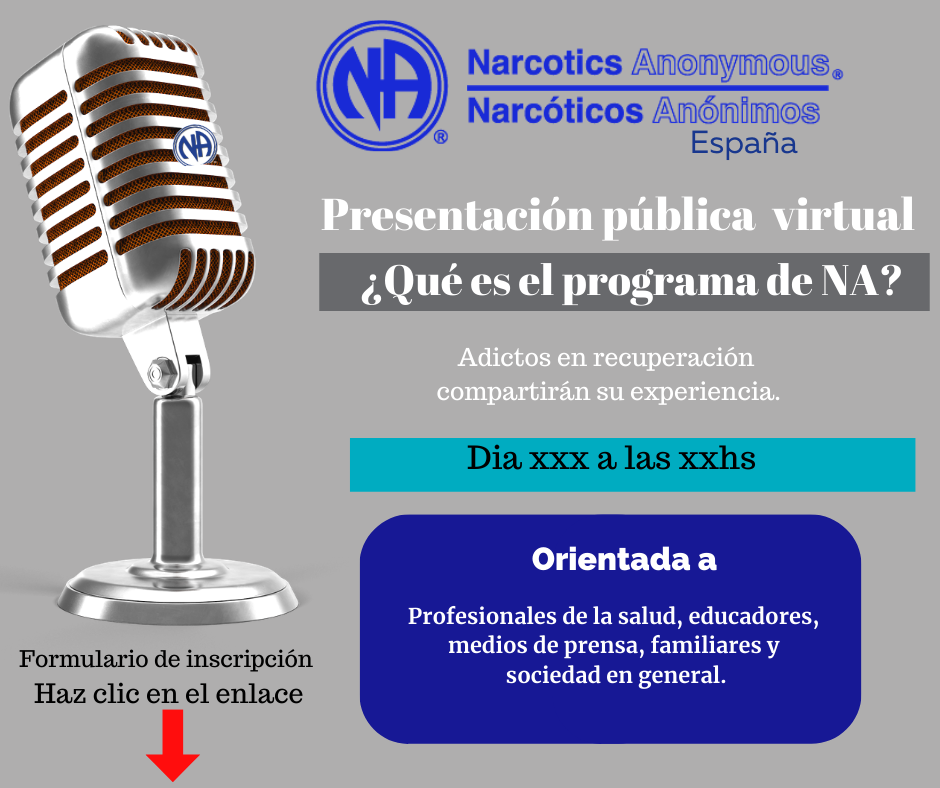 NA
®
Narcotics Anonymous®
Narcóticos Anónimos
España
NA
Presentación pública virtual
¿Qué es el programa de NA?
Adictos en recuperación
compartirán su experiencia.
Dia xxx a las xxhs
Orientada a
Profesionales de la salud, educadores,
medios de prensa, familiares y
sociedad en general.
Formulario de inscripción
Haz clic en el enlace